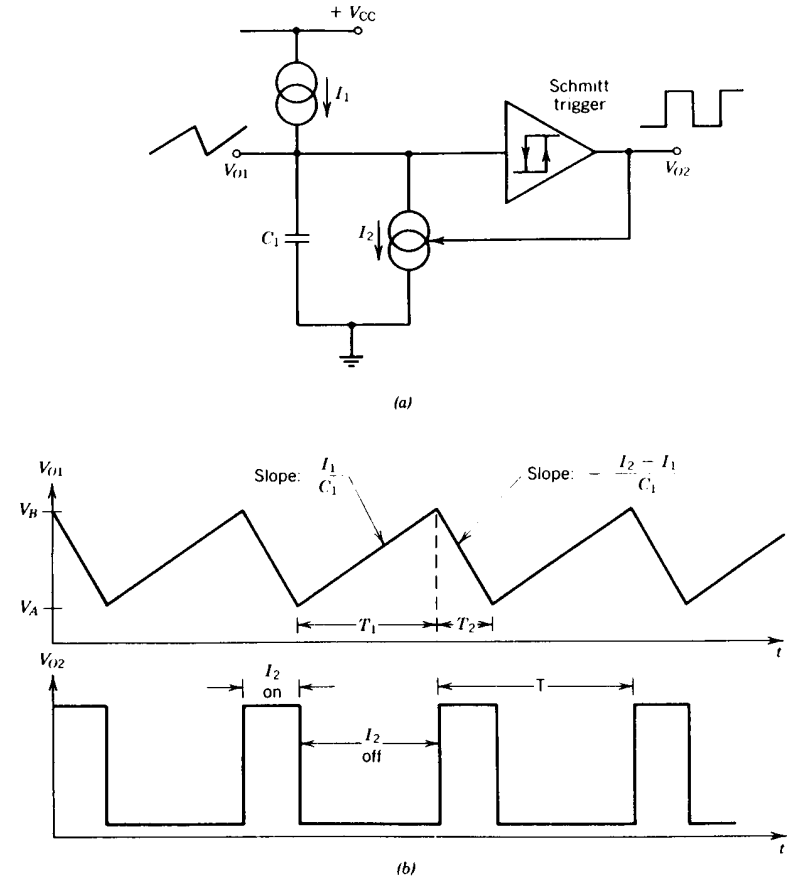 + V_CC
I_1
Schmitt
trigger
V_O1
V_O2
C_1
I_2
(a)
V_O1
Slope: I_1/C_1
Slope: - (I_2 - I_1)/C_1
V_B
V_A
T_1
T_2
t
V_O2
I_2
on
T
I_2
off
t
(b)